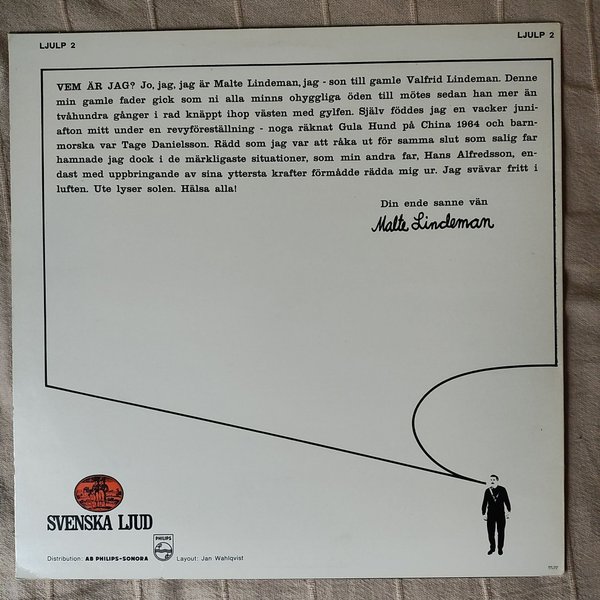 LJULP 2
LJULP 2
VEM ÄR JAG? Jo, jag, jag är Malte Lindeman, jag - son till gamle Valfrid Lindeman. Denne
min gamle fader gick som ni alla minns ohyggliga öden till mötes sedan han mer än
tvåhundra gånger i rad knäppt ihop västen med gylfen. Själv föddes jag en vacker juni-
afton mitt under en revyföreställning - noga räknat Gula Hund på China 1964 och barn-
morska var Tage Danielsson. Rädd som jag var att råka ut för samma slut som salig far
hamnade jag dock i de märkligaste situationer, som min andra far, Hans Alfredsson, en-
dast med uppbringande av sina yttersta krafter förmådde rädda mig ur. Jag svävar fritt i
luften. Ute lyser solen. Hälsa alla!
Din ende sanne vän
Malte Lindeman
SVENSKA LJUD
PHILIPS
Distribution: AB PHILIPS-SONORA Layout: Jan Wahlqvist